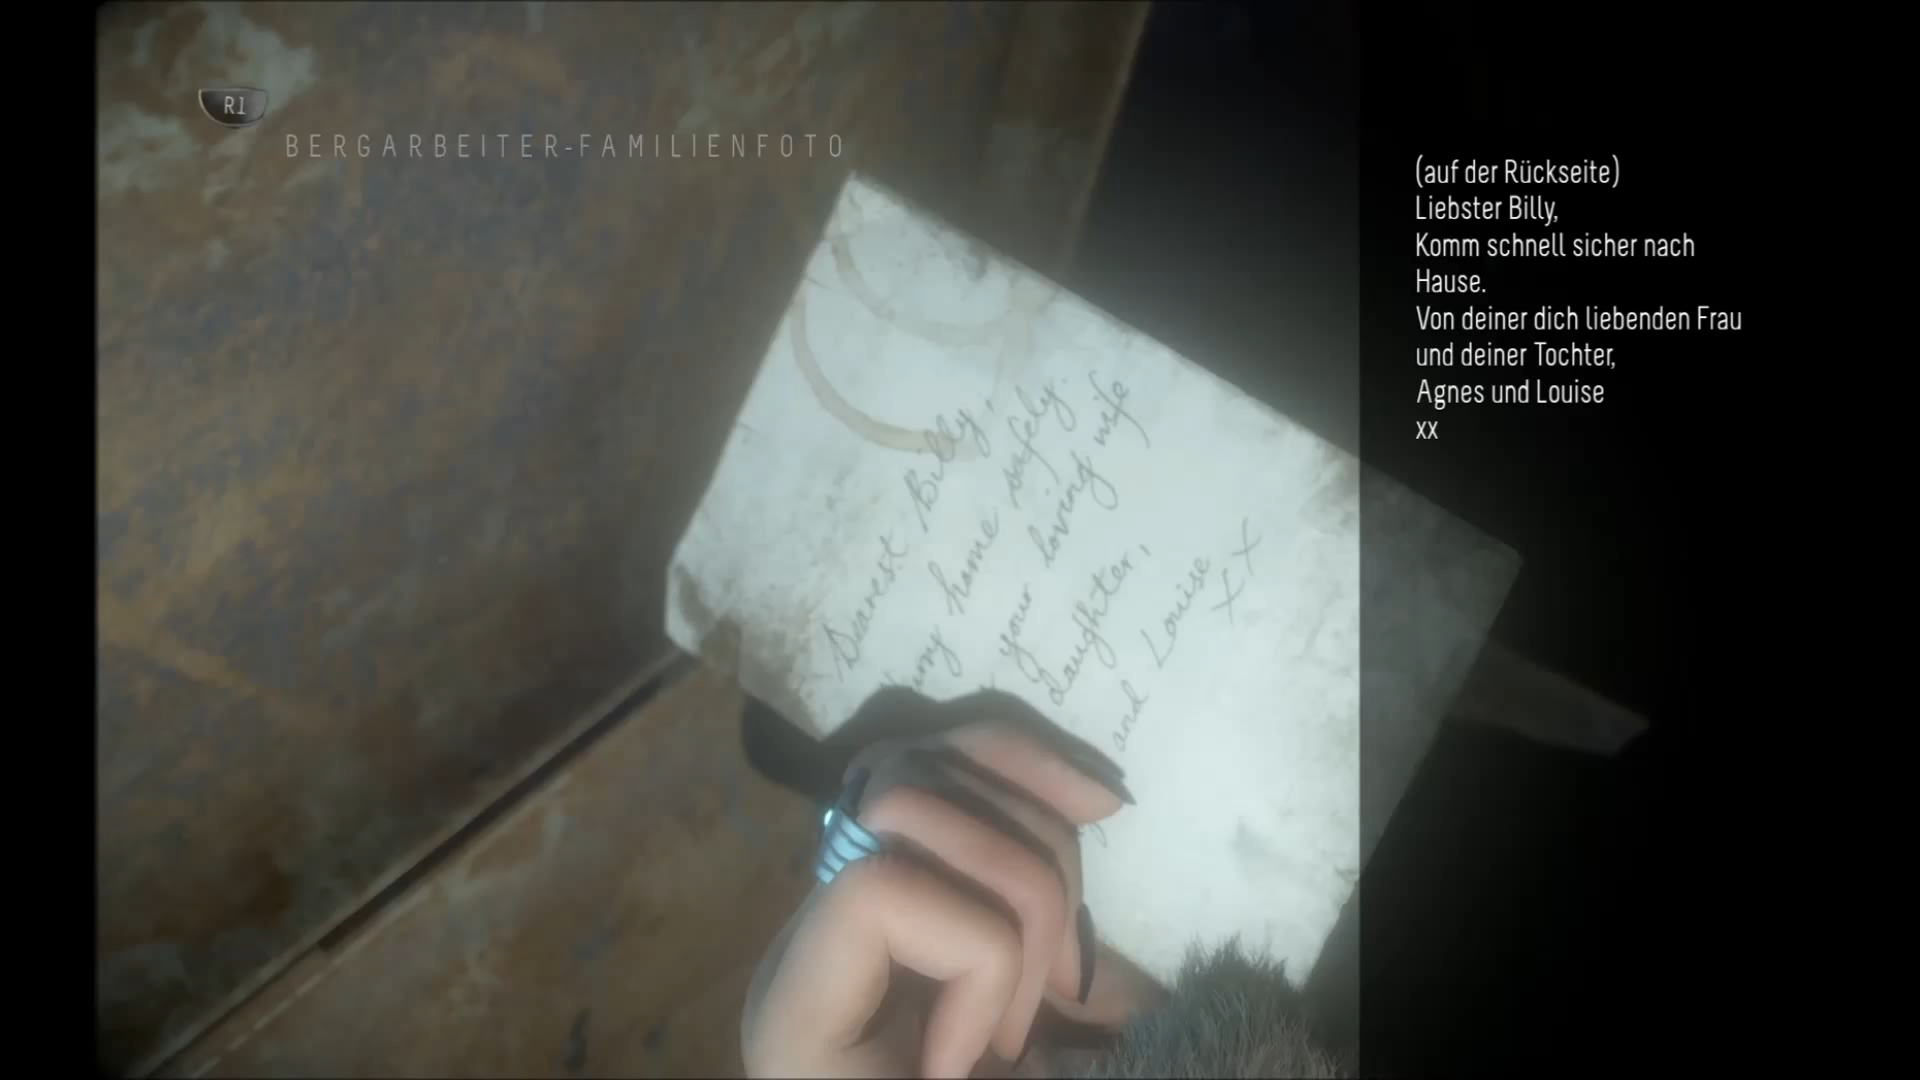 R1
BERGARBEITER-FAMILIENFOTO
(auf der Rückseite)
Liebster Billy,
Komm schnell sicher nach
Hause.
Von deiner dich liebenden Frau
und deiner Tochter,
Agnes und Louise
xx
Dearest Billy,
home safely.
your loving wife
daughter,
and Louise
xx